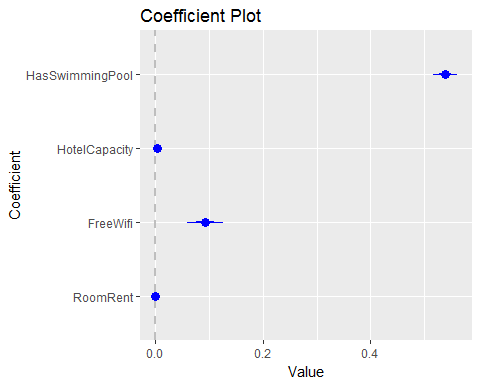 Coefficient Plot
HasSwimmingPool
HotelCapacity
FreeWifi
RoomRent
Coefficient
0.0 0.2 0.4
Value